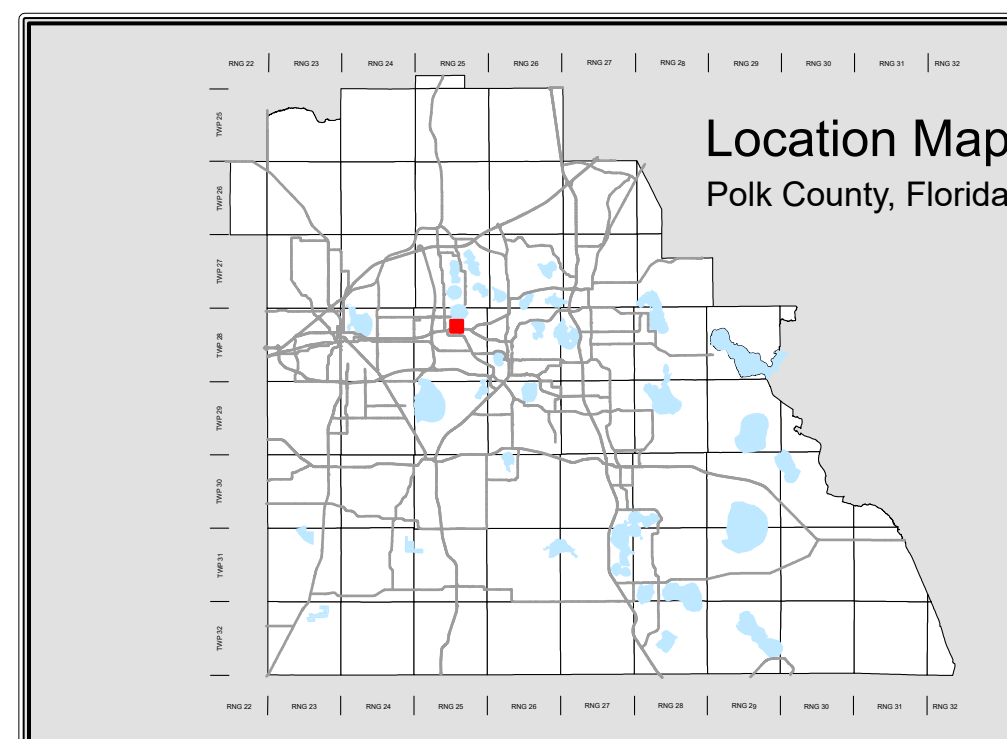 RNG 22 RNG 23 RNG 24 RNG 25 RNG 26 RNG 27 RNG 28 RNG 29 RNG 30 RNG 31 RNG 32
Location Map
Polk County, Florida
TWP 25
TWP 26
TWP 27
TWP 28
TWP 29
TWP 30
TWP 31
TWP 32
RNG 22 RNG 23 RNG 24 RNG 25 RNG 26 RNG 27 RNG 28 RNG 29 RNG 30 RNG 31 RNG 32